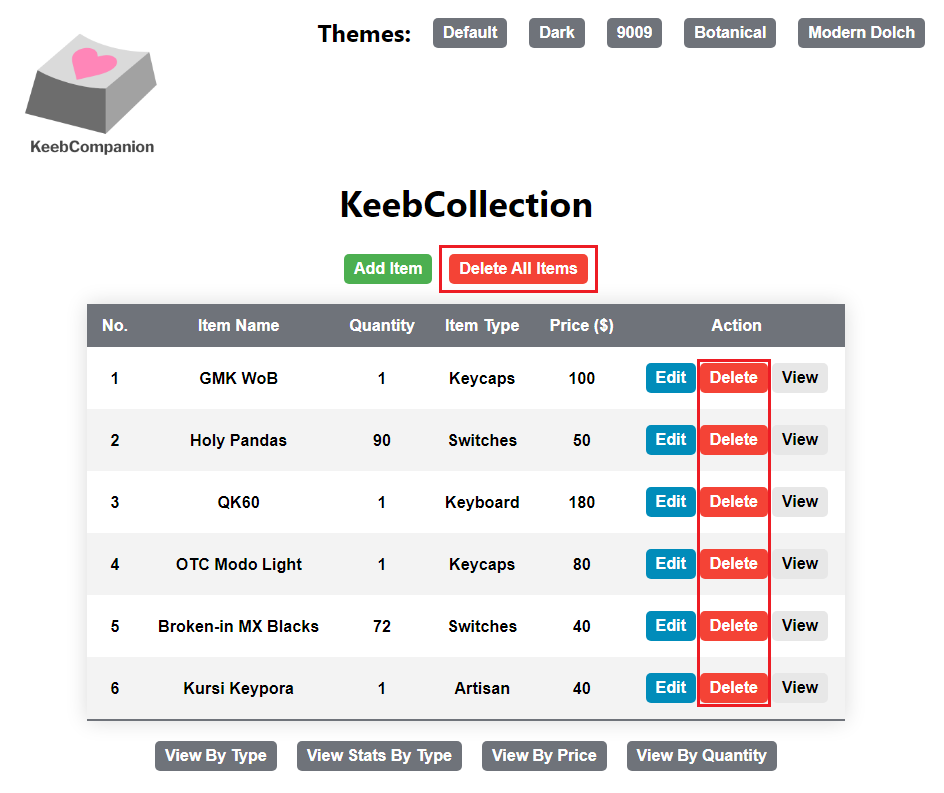 Themes: Default Dark 9009 Botanical Modern Dolch
KeebCompanion
KeebCollection
Add Item Delete All Items
No. Item Name Quantity Item Type Price ($) Action
1 GMK WoB 1 Keycaps 100 Edit Delete View
2 Holy Pandas 90 Switches 50 Edit Delete View
3 QK60 1 Keyboard 180 Edit Delete View
4 OTC Modo Light 1 Keycaps 80 Edit Delete View
5 Broken-in MX Blacks 72 Switches 40 Edit Delete View
6 Kursi Keypora 1 Artisan 40 Edit Delete View
View By Type View Stats By Type View By Price View By Quantity